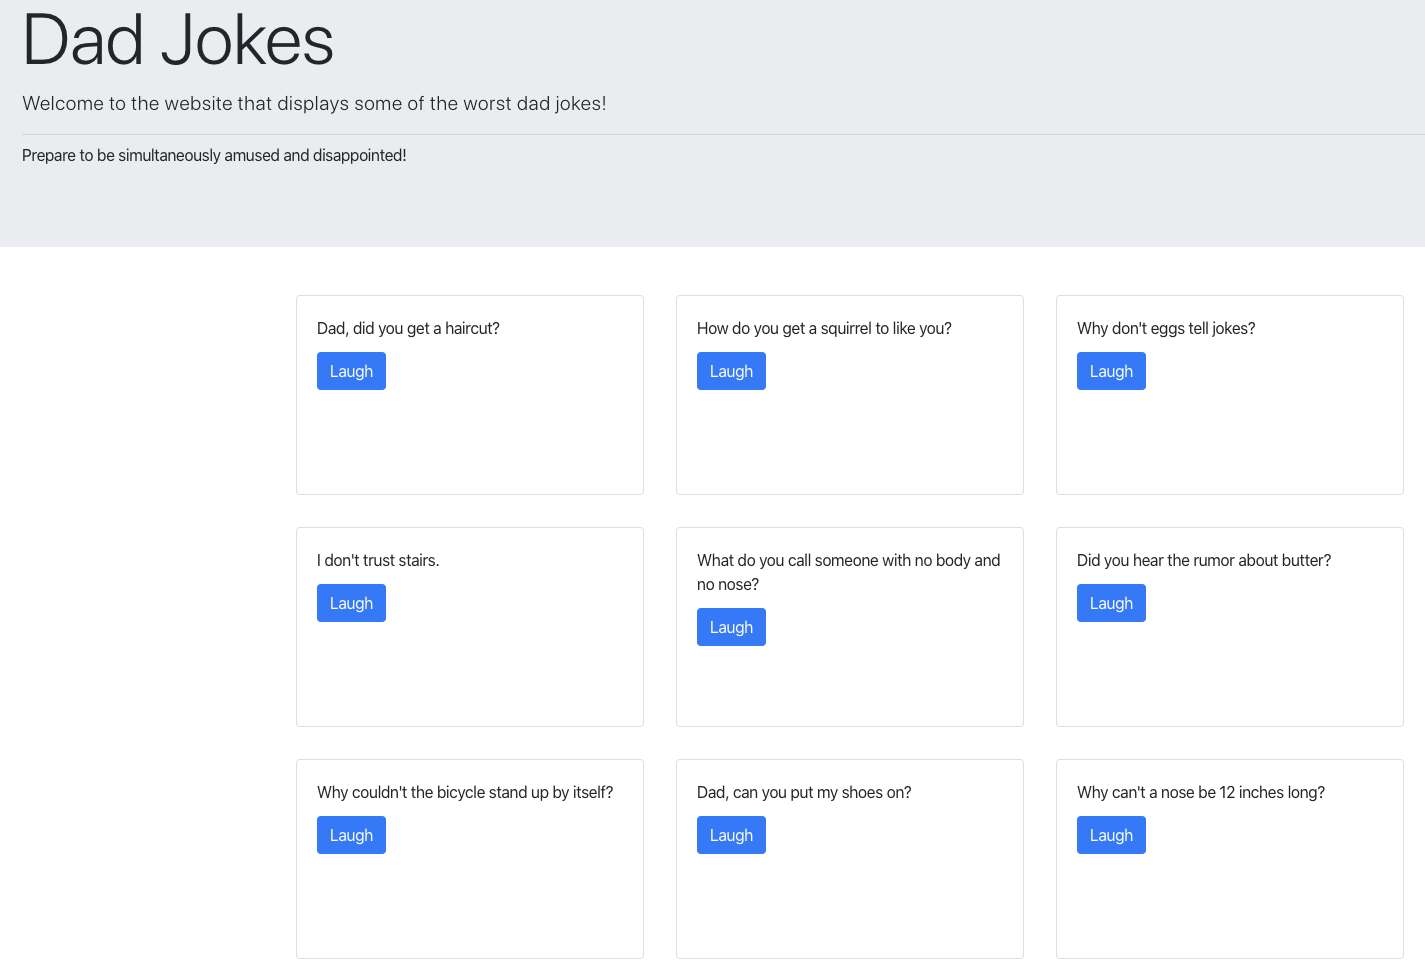 Dad Jokes
Welcome to the website that displays some of the worst dad jokes!
Prepare to be simultaneously amused and disappointed!
Dad, did you get a haircut?
Laugh
How do you get a squirrel to like you?
Laugh
Why don't eggs tell jokes?
Laugh
I don't trust stairs.
Laugh
What do you call someone with no body and
no nose?
Laugh
Did you hear the rumor about butter?
Laugh
Why couldn't the bicycle stand up by itself?
Laugh
Dad, can you put my shoes on?
Laugh
Why can't a nose be 12 inches long?
Laugh